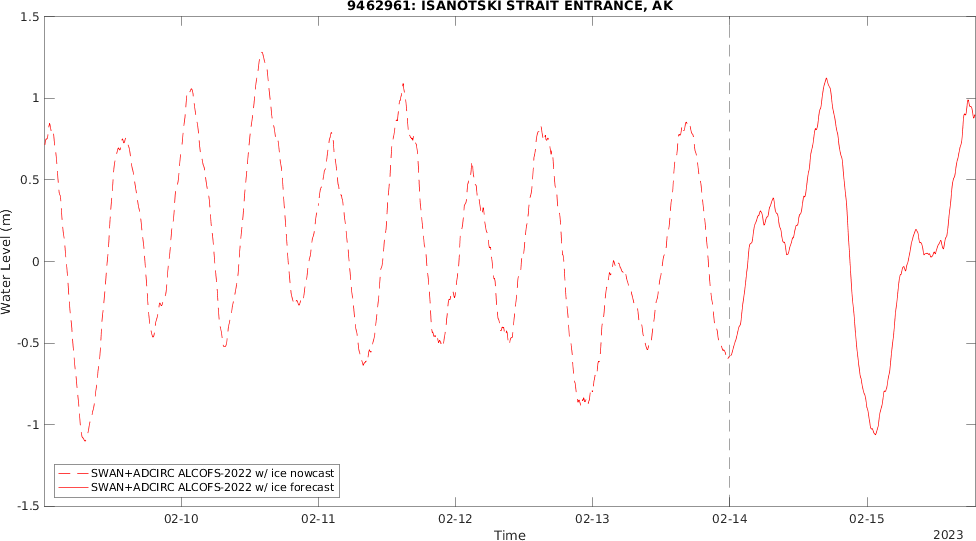 9462961: ISANOTSKI STRAIT ENTRANCE, AK
1.5
1
0.5
0
-0.5
-1
-1.5
Water Level (m)
SWAN+ADCIRC ALCOFS-2022 w/ ice nowcast
SWAN+ADCIRC ALCOFS-2022 w/ ice forecast
02-10 02-11 02-12 02-13 02-14 02-15
Time
2023